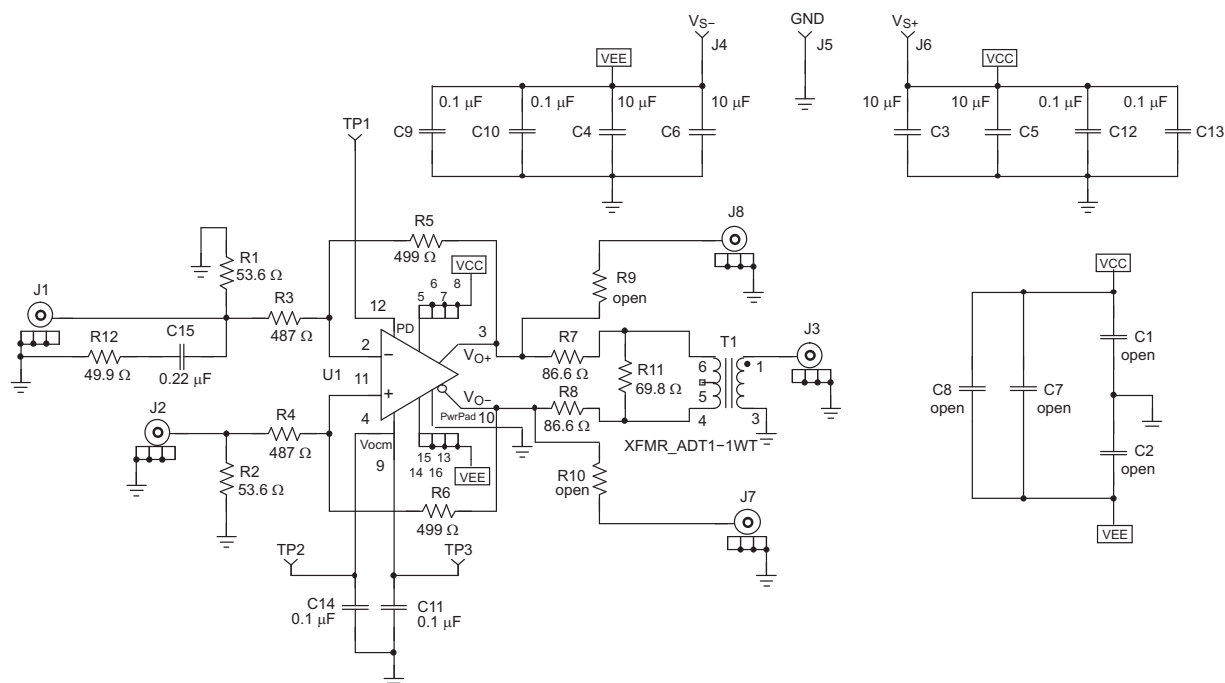 VS−
J4
GND
J5
VS+
J6
VEE
VCC
0.1 µF
0.1 µF
10 µF
10 µF
10 µF
10 µF
0.1 µF
0.1 µF
C9
C10
C4
C6
C3
C5
C12
C13
TP1
R5
499 Ω
J8
R1
53.6 Ω
VCC
6
8
5
7
R9
open
VCC
J1
R3
487 Ω
12
PD
3
VO+
R7
86.6 Ω
T1
J3
R12
49.9 Ω
C15
0.22 µF
2
−
U1
11
+
4
R11
69.8 Ω
6
5
4
1
3
C1
open
C8
open
C7
open
J2
R4
487 Ω
VO−
PwrPad
10
R8
86.6 Ω
XFMR_ADT1−1WT
Vocm
9
15
13
14
16
VEE
R2
53.6 Ω
R6
499 Ω
R10
open
J7
C2
open
VEE
TP2
TP3
C14
0.1 µF
C11
0.1 µF